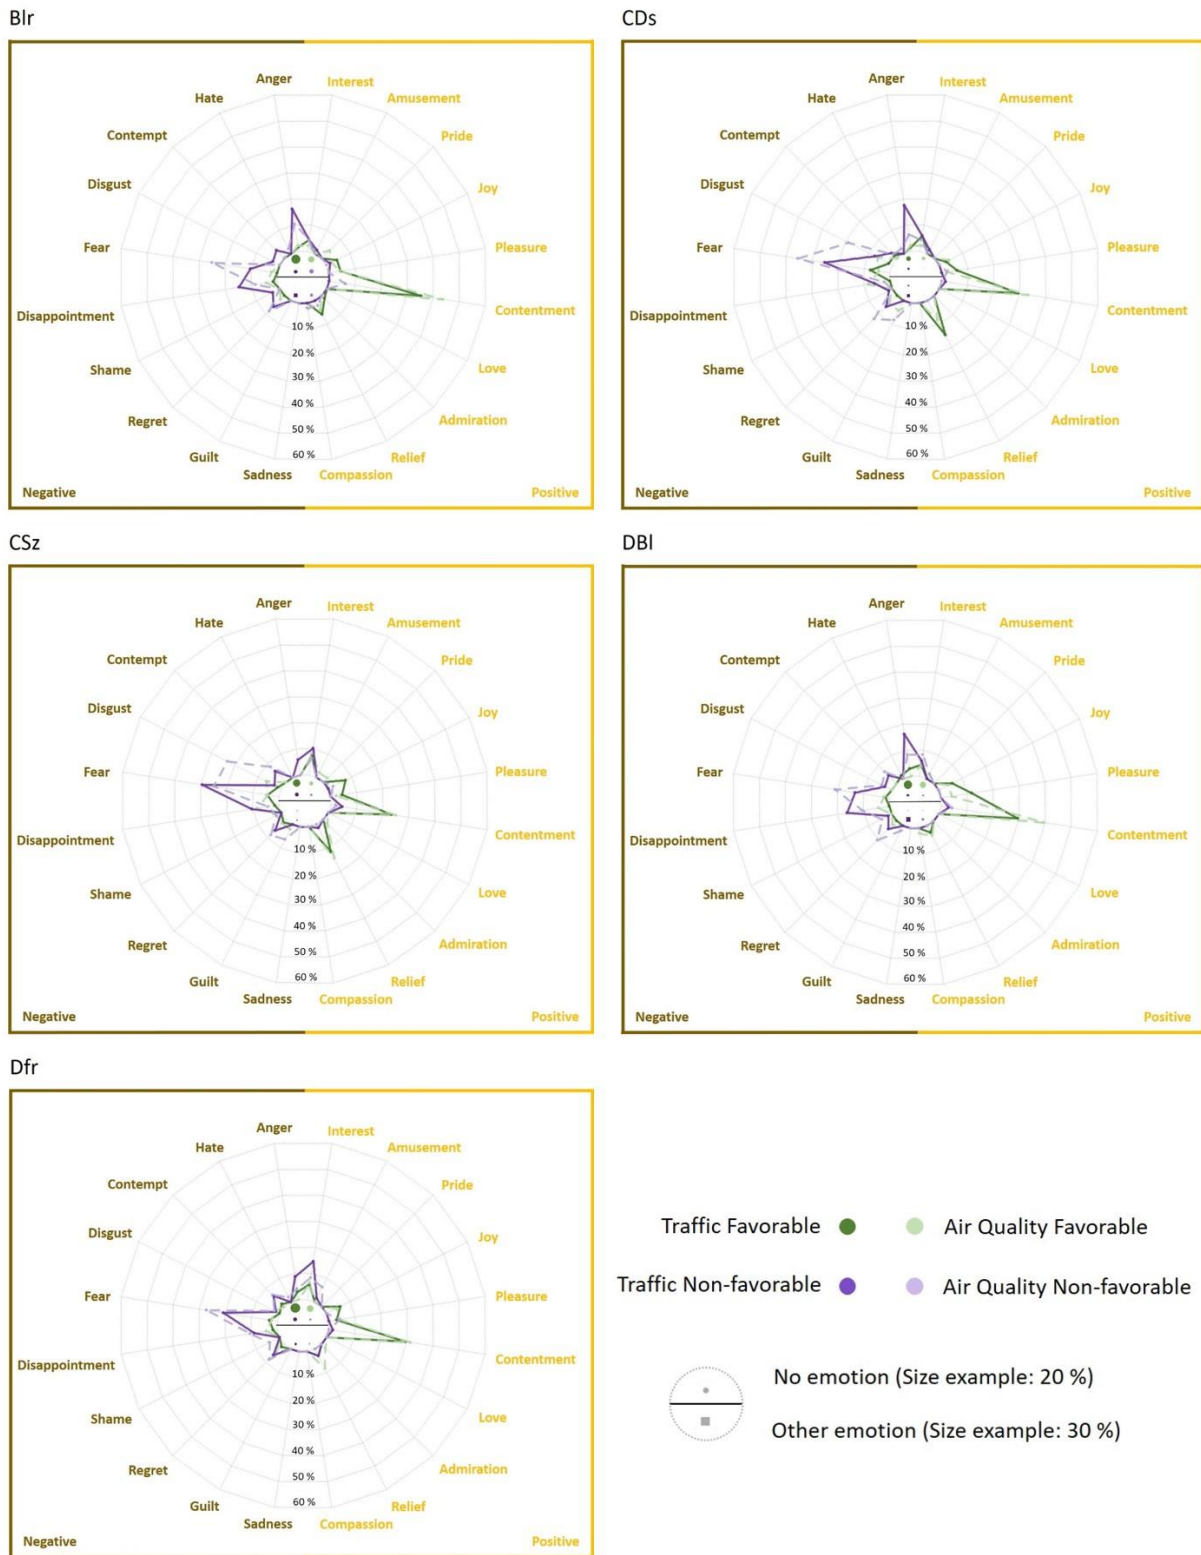 Blr
Anger
Interest
Hate
Amusement
Contempt
Pride
Disgust
Joy
Fear
Pleasure
Disappointment
Contentment
Shame
Love
Regret
Admiration
Guilt
Relief
Sadness
Compassion
10 %
20 %
30 %
40 %
50 %
60 %
Negative
Positive
CDs
Anger
Interest
Hate
Amusement
Contempt
Pride
Disgust
Joy
Fear
Pleasure
Disappointment
Contentment
Shame
Love
Regret
Admiration
Guilt
Relief
Sadness
Compassion
10 %
20 %
30 %
40 %
50 %
60 %
Negative
Positive
CSz
Anger
Interest
Hate
Amusement
Contempt
Pride
Disgust
Joy
Fear
Pleasure
Disappointment
Contentment
Shame
Love
Regret
Admiration
Guilt
Relief
Sadness
Compassion
10 %
20 %
30 %
40 %
50 %
60 %
Negative
Positive
DBl
Anger
Interest
Hate
Amusement
Contempt
Pride
Disgust
Joy
Fear
Pleasure
Disappointment
Contentment
Shame
Love
Regret
Admiration
Guilt
Relief
Sadness
Compassion
10 %
20 %
30 %
40 %
50 %
60 %
Negative
Positive
Dfr
Anger
Interest
Hate
Amusement
Contempt
Pride
Disgust
Joy
Fear
Pleasure
Disappointment
Contentment
Shame
Love
Regret
Admiration
Guilt
Relief
Sadness
Compassion
10 %
20 %
30 %
40 %
50 %
60 %
Negative
Positive
Traffic Favorable
Air Quality Favorable
Traffic Non-favorable
Air Quality Non-favorable
No emotion (Size example: 20 %)
Other emotion (Size example: 30 %)